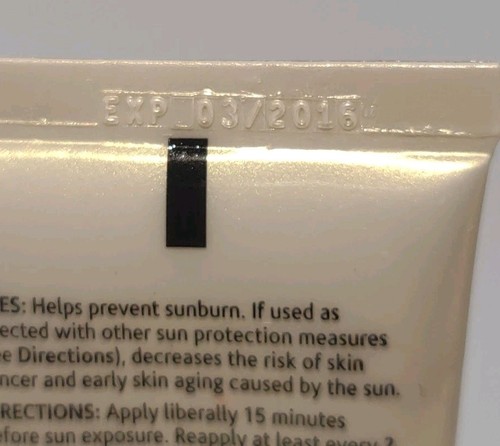 EXP 03/2016
ES: Helps prevent sunburn. If used as
ected with other sun protection measures
e Directions), decreases the risk of skin
ncer and early skin aging caused by the sun.
RECTIONS: Apply liberally 15 minutes
efore sun exposure. Reapply at least every 2